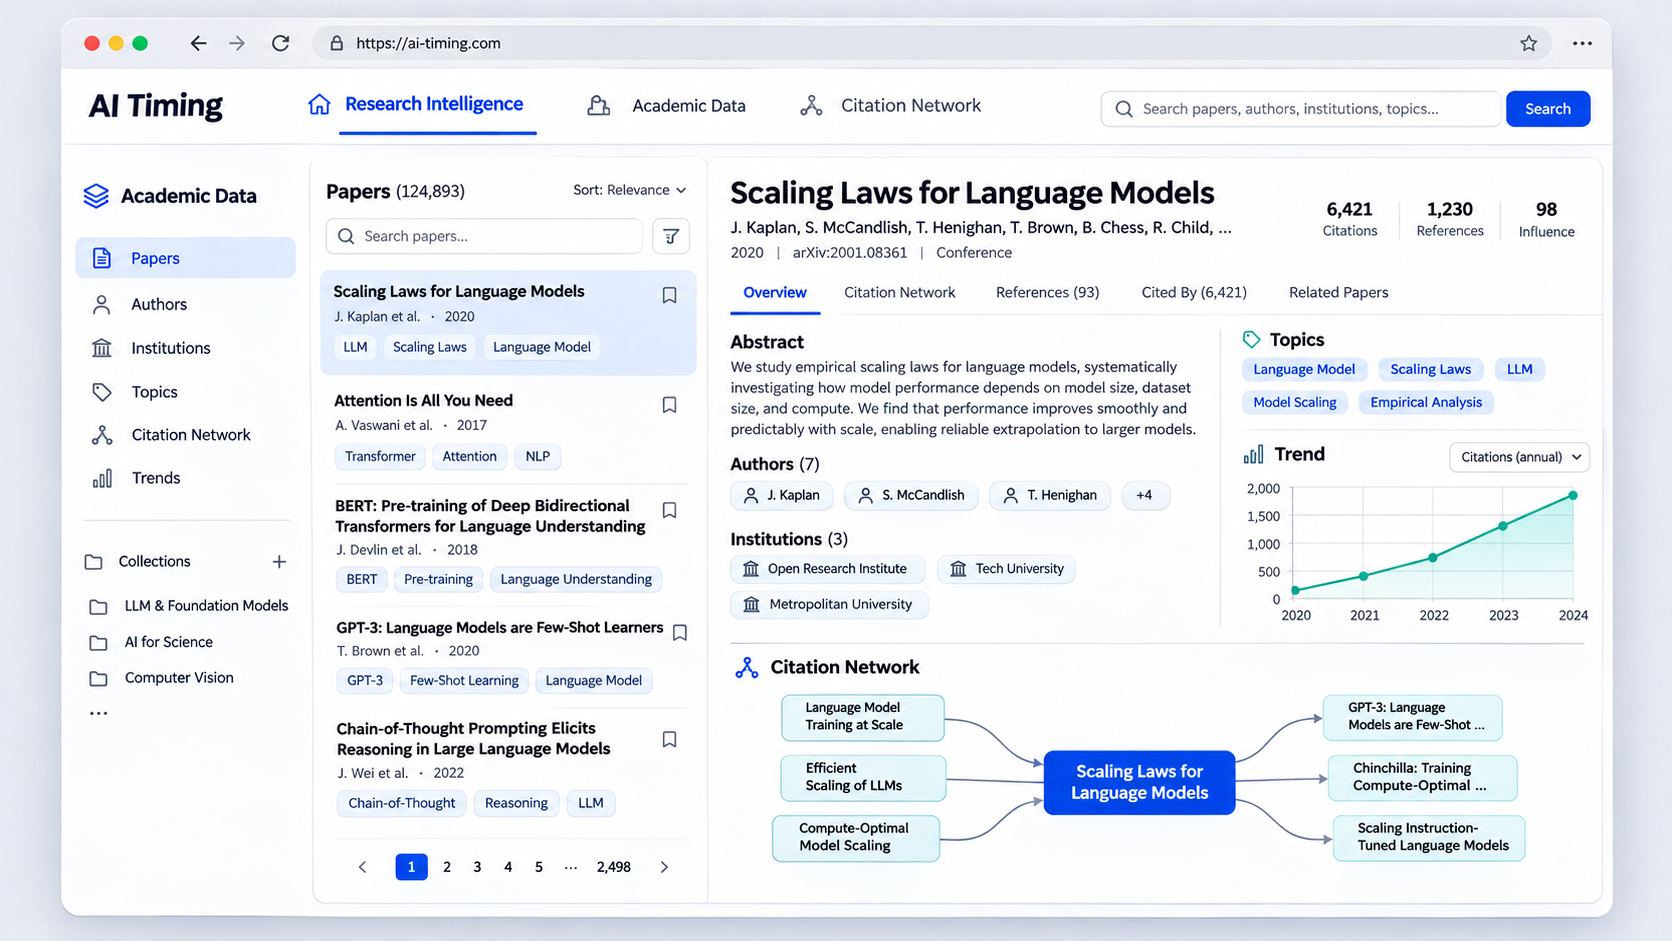 https://ai-timing.com
AI Timing
Research Intelligence
Academic Data
Citation Network
Search papers, authors, institutions, topics...
Search
Academic Data
Papers
Authors
Institutions
Topics
Citation Network
Trends
Collections
LLM & Foundation Models
AI for Science
Computer Vision
...
Papers (124,893)
Sort: Relevance
Search papers...
Scaling Laws for Language Models
J. Kaplan et al. · 2020
LLM Scaling Laws Language Model
Attention Is All You Need
A. Vaswani et al. · 2017
Transformer Attention NLP
BERT: Pre-training of Deep Bidirectional
Transformers for Language Understanding
J. Devlin et al. · 2018
BERT Pre-training Language Understanding
GPT-3: Language Models are Few-Shot Learners
T. Brown et al. · 2020
GPT-3 Few-Shot Learning Language Model
Chain-of-Thought Prompting Elicits
Reasoning in Large Language Models
J. Wei et al. · 2022
Chain-of-Thought Reasoning LLM
1 2 3 4 5 ... 2,498
Scaling Laws for Language Models
J. Kaplan, S. McCandlish, T. Henighan, T. Brown, B. Chess, R. Child, ...
2020 | arXiv:2001.08361 | Conference
6,421
Citations
1,230
References
98
Influence
Overview
Citation Network
References (93)
Cited By (6,421)
Related Papers
Abstract
We study empirical scaling laws for language models, systematically
investigating how model performance depends on model size, dataset
size, and compute. We find that performance improves smoothly and
predictably with scale, enabling reliable extrapolation to larger models.
Authors (7)
J. Kaplan S. McCandlish T. Henighan +4
Institutions (3)
Open Research Institute Tech University
Metropolitan University
Topics
Language Model Scaling Laws LLM
Model Scaling Empirical Analysis
Trend
Citations (annual)
2,000
1,500
1,000
500
0
2020 2021 2022 2023 2024
Citation Network
Language Model
Training at Scale
Efficient
Scaling of LLMs
Compute-Optimal
Model Scaling
Scaling Laws for
Language Models
GPT-3: Language
Models are Few-Shot ...
Chinchilla: Training
Compute-Optimal ...
Scaling Instruction-
Tuned Language Models